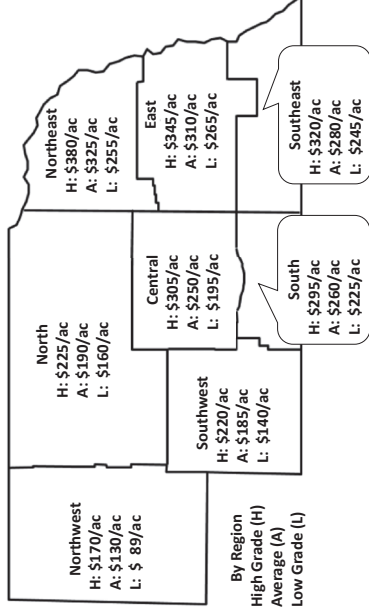 Northwest
H: $170/ac
A: $130/ac
L: $ 89/ac
North
H: $225/ac
A: $190/ac
L: $160/ac
Northeast
H: $380/ac
A: $325/ac
L: $255/ac
Central
H: $305/ac
A: $250/ac
L: $195/ac
East
H: $345/ac
A: $310/ac
L: $265/ac
Southwest
H: $220/ac
A: $185/ac
L: $140/ac
South
H: $295/ac
A: $260/ac
L: $225/ac
Southeast
H: $320/ac
A: $280/ac
L: $245/ac
By Region
High Grade (H)
Average (A)
Low Grade (L)